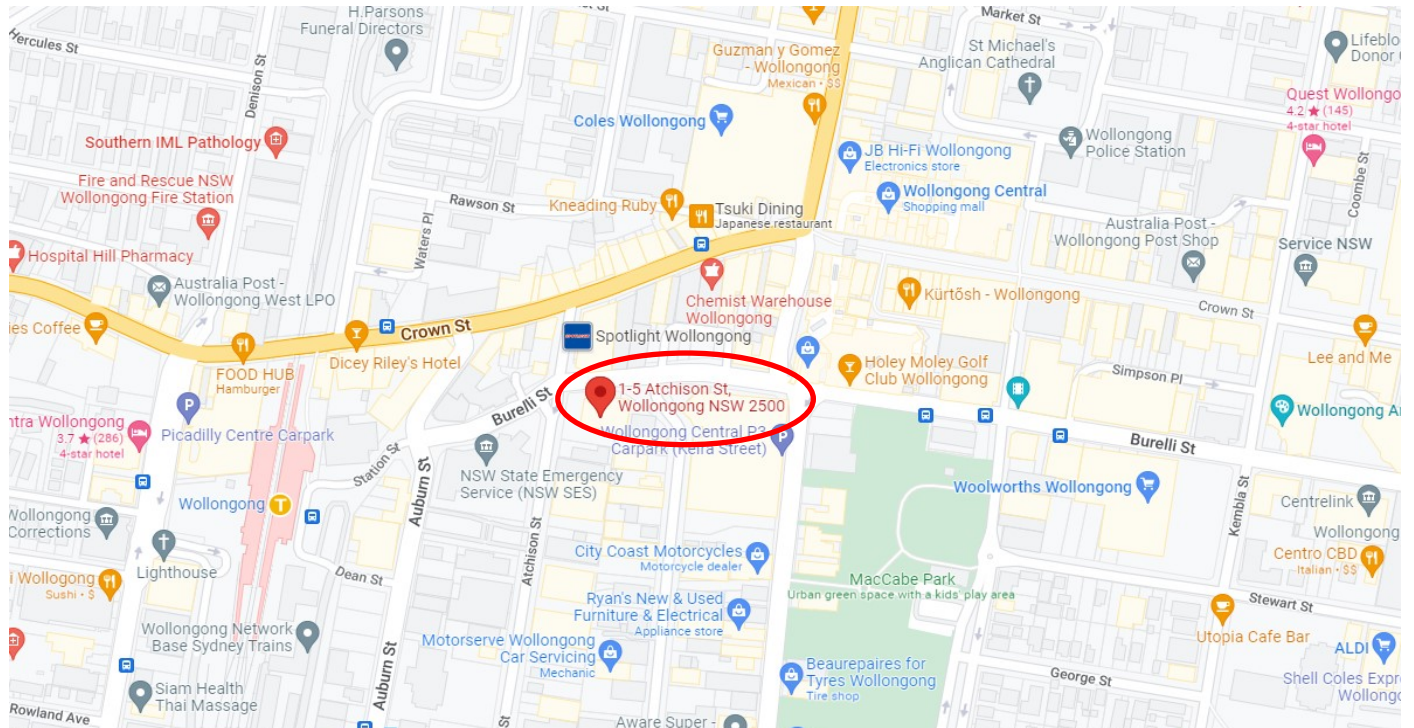 H.Parsons
Funeral Directors
Market St
Hercules St
Denison St
Guzman y Gomez
- Wollongong
Mexican • $$
St Michael's
Anglican Cathedral
Quest Wollongo
4.2 ★ (145)
4-star hotel
Coles Wollongong
Southern IML Pathology
JB Hi-Fi Wollongong
Electronics store
Wollongong
Police Station
Fire and Rescue NSW
Wollongong Fire Station
Rawson St
Kneading Ruby
Tsuki Dining
Japanese restaurant
Wollongong Central
Shopping mall
Coombe St
Waters Pl
Australia Post -
Wollongong Post Shop
Service NSW
Hospital Hill Pharmacy
Australia Post -
Wollongong West LPO
Chemist Warehouse
Wollongong
Kürtősh - Wollongong
Crown St
ies Coffee
Crown St
Spotlight Wollongong
FOOD HUB
Hamburger
Dicey Riley's Hotel
Holey Moley Golf
Club Wollongong
Simpson Pl
Lee and Me
Burelli St
1-5 Atchison St,
Wollongong NSW 2500
ntra Wollongong
3.7 ★ (286)
4-star hotel
Picadilly Centre Carpark
Wollongong Central P3
Carpark (Keira Street)
Wollongong Ar
Burelli St
Station St
Auburn St
NSW State Emergency
Service (NSW SES)
Wollongong
Woolworths Wollongong
Kembla St
Centrelink
Wollongong
Corrections
Wollongong
Lighthouse
Dean St
Atchison St
City Coast Motorcycles
Motorcycle dealer
MacCabe Park
Urban green space with a kids' play area
Centro CBD
Italian • $$
i Wollogong
Sushi • $
Ryan's New & Used
Furniture & Electrical
Appliance store
Stewart St
Wollongong Network
Base Sydney Trains
Motorserve Wollongong
Car Servicing
Mechanic
Utopia Cafe Bar
ALDI
Auburn St
Beaurepaires for
Tyres Wollongong
Tire shop
George St
Shell Coles Expr
Wollongo
Siam Health
Thai Massage
Rowland Ave
Aware Super -